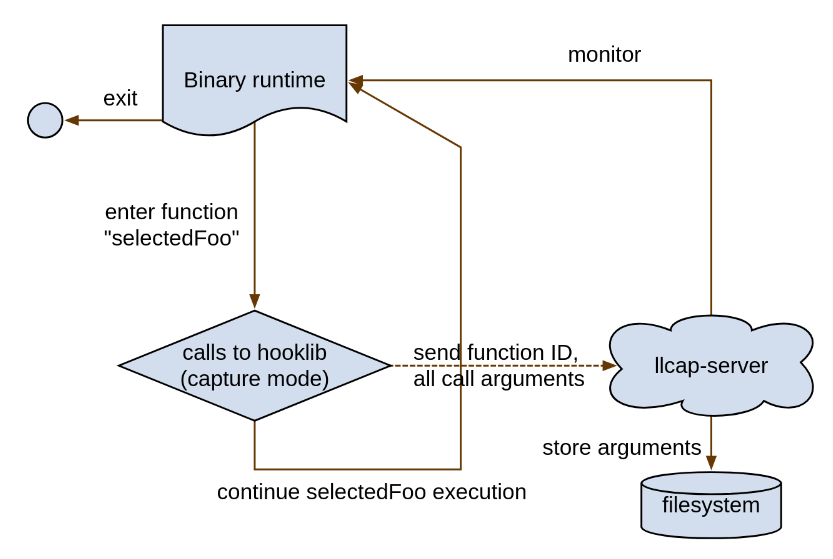 monitor
Binary runtime
exit
enter function
"selectedFoo"
calls to hooklib
(capture mode)
send function ID,
all call arguments
llcap-server
store arguments
continue selectedFoo execution
filesystem